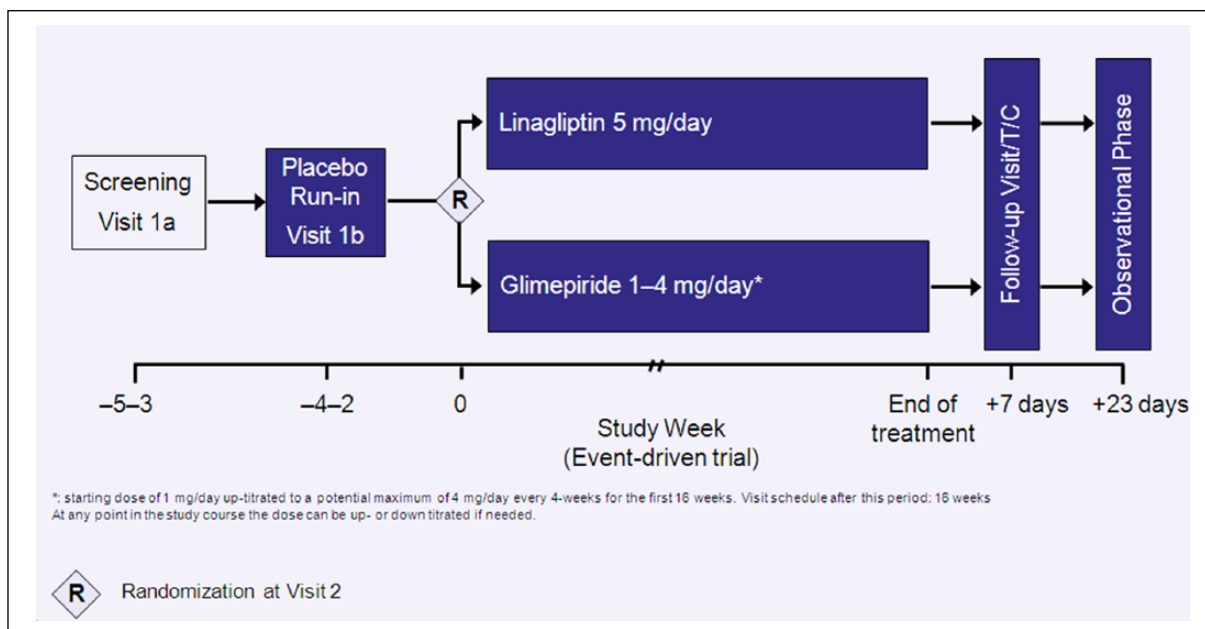 Screening
Visit 1a
Placebo
Run-in
Visit 1b
R
Linagliptin 5 mg/day
Glimepiride 1–4 mg/day*
Follow-up Visit/T/C
Observational Phase
–5–3
–4–2
0
Study Week
(Event-driven trial)
End of
treatment
+7 days
+23 days
*: starting dose of 1 mg/day up-titrated to a potential maximum of 4 mg/day every 4-weeks for the first 16 weeks. Visit schedule after this period: 16 weeks
At any point in the study course the dose can be up- or down titrated if needed.
R Randomization at Visit 2